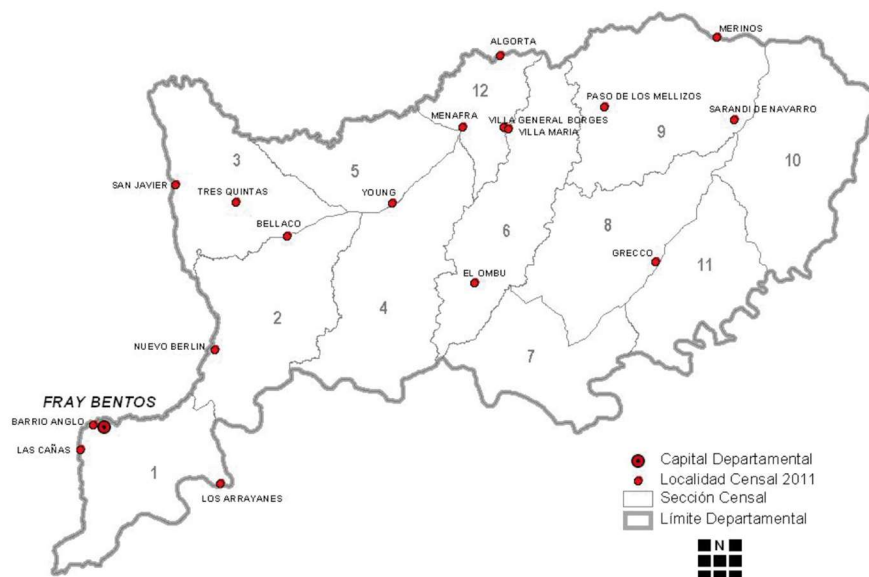 MERINOS
ALGORTA
12
PASO DE LOS MELLIZOS
MENAFRA
VILLA GENERAL BORGES
SARANDI DE NAVARRO
VILLA MARIA
9
3
10
5
SAN JAVIER
TRES QUINTAS
YOUNG
BELLACO
6
8
GRECCO
11
EL OMBU
2
4
NUEVO BERLIN
7
FRAY BENTOS
BARRIO ANGLO
LAS CAÑAS
1
LOS ARRAYANES
Capital Departamental
Localidad Censal 2011
Sección Censal
Límite Departamental
N